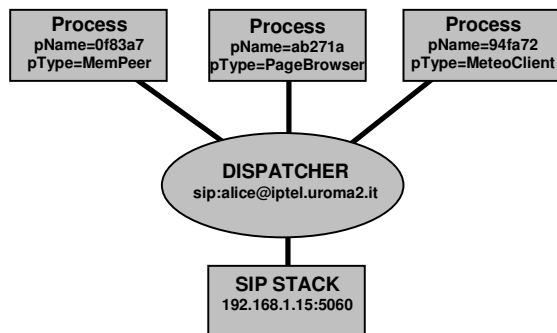 Process
pName=0f83a7
pType=MemPeer
Process
pName=ab271a
pType=PageBrowser
Process
pName=94fa72
pType=MeteoClient
DISPATCHER
sip:alice@iptel.uroma2.it
SIP STACK
192.168.1.15:5060